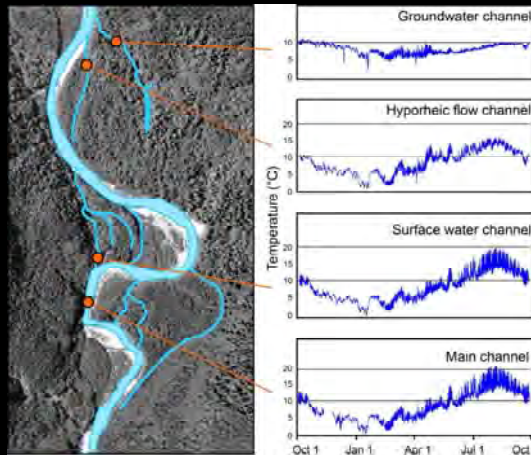 Groundwater channel
20
15
10
5
0
Hyporheic flow channel
20
15
10
5
0
Temperature (°C)
Surface water channel
20
15
10
5
0
Main channel
20
15
10
5
0
Oct 1
Jan 1
Apr 1
Jul 1
Oct